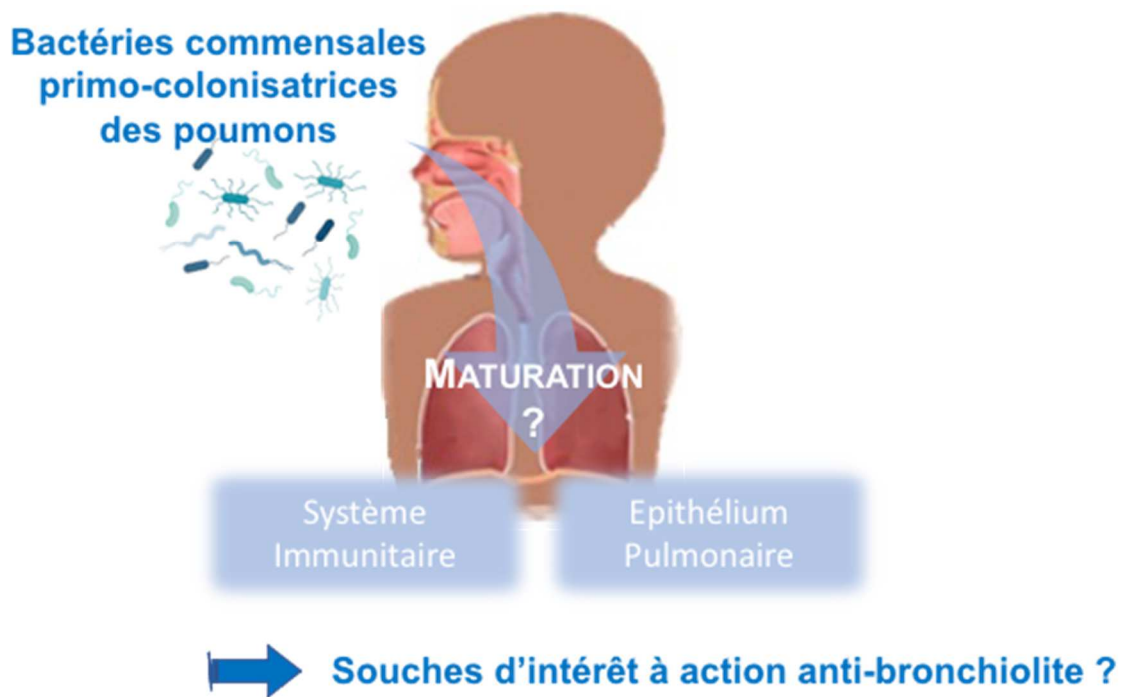 Bactéries commensales
primo-colonisatrices
des poumons
MATURATION
?
Système
Immunitaire
Epithélium
Pulmonaire
Souches d'intérêt à action anti-bronchiolite ?